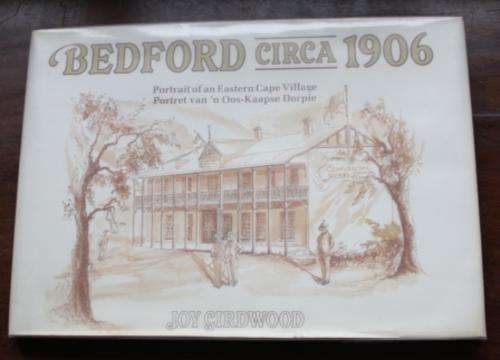 BEDFORD CIRCA 1906
Portrait of an Eastern Cape Village
Portret van 'n Oos-Kaapse Dorpie
JOY GIRDWOOD